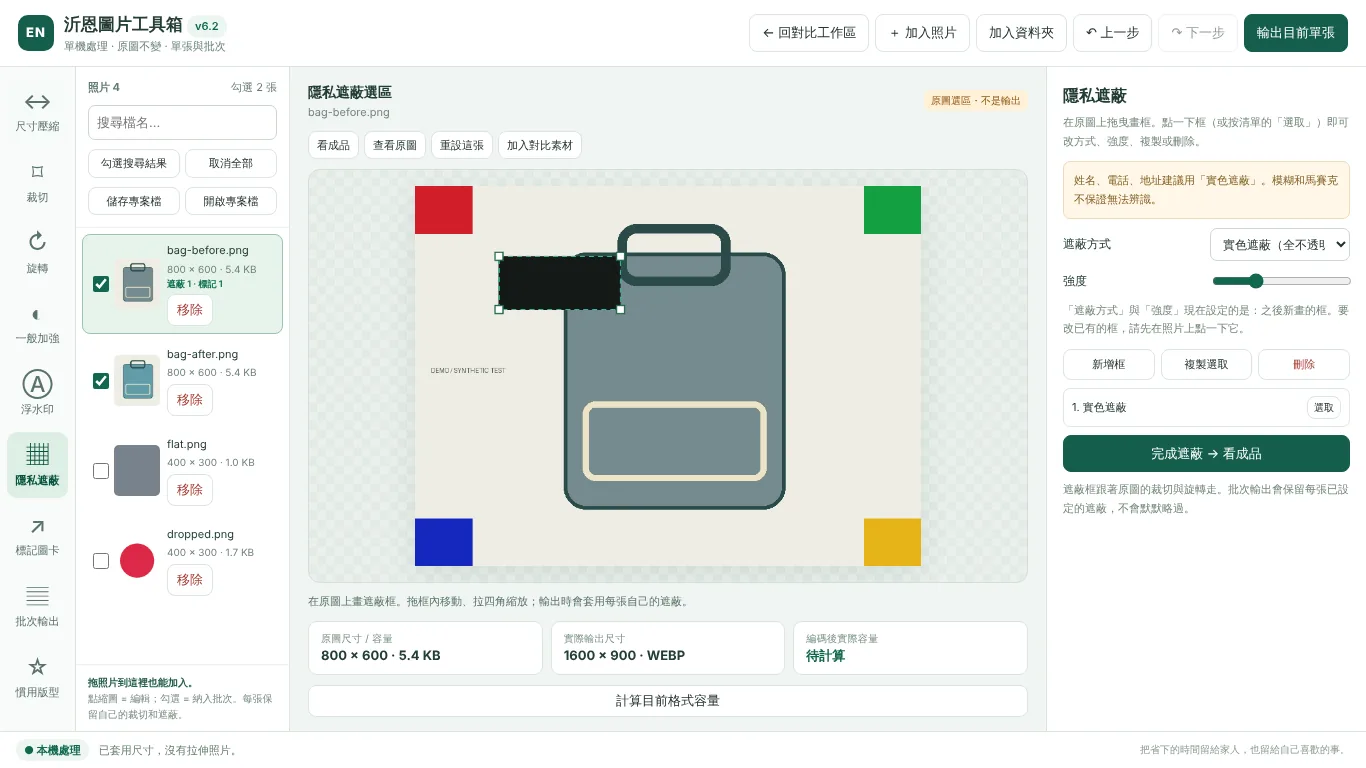 EN
沂恩圖片工具箱 v6.2
單機處理 · 原圖不變 · 單張與批次
← 回對比工作區
＋ 加入照片
加入資料夾
↶ 上一步
↷ 下一步
輸出目前單張
尺寸壓縮
裁切
旋轉
一般加強
A
浮水印
隱私遮蔽
標記圖卡
批次輸出
慣用版型
照片 4
勾選 2 張
搜尋檔名...
勾選搜尋結果
取消全部
儲存專案檔
開啟專案檔
bag-before.png
800 × 600 · 5.4 KB
遮蔽 1 · 標記 1
移除
bag-after.png
800 × 600 · 5.4 KB
移除
flat.png
400 × 300 · 1.0 KB
移除
dropped.png
400 × 300 · 1.7 KB
移除
拖照片到這裡也能加入。
點縮圖 = 編輯；勾選 = 納入批次。每張保
留自己的裁切和遮蔽。
隱私遮蔽選區
bag-before.png
原圖選區 · 不是輸出
看成品
查看原圖
重設這張
加入對比素材
DEMO / SYNTHETIC TEST
在原圖上畫遮蔽框。拖框內移動、拉四角縮放；輸出時會套用每張自己的遮蔽。
原圖尺寸 / 容量
800 × 600 · 5.4 KB
實際輸出尺寸
1600 × 900 · WEBP
編碼後實際容量
待計算
計算目前格式容量
隱私遮蔽
在原圖上拖曳畫框。點一下框（或按清單的「選取」）即可
改方式、強度、複製或刪除。
姓名、電話、地址建議用「實色遮蔽」。模糊和馬賽克
不保證無法辨識。
遮蔽方式
實色遮蔽（全不透明
強度
「遮蔽方式」與「強度」現在設定的是：之後新畫的框。要
改已有的框，請先在照片上點一下它。
新增框
複製選取
刪除
1. 實色遮蔽
選取
完成遮蔽 → 看成品
遮蔽框跟著原圖的裁切與旋轉走。批次輸出會保留每張已設
定的遮蔽，不會默默略過。
本機處理
已套用尺寸，沒有拉伸照片。
把省下的時間留給家人，也留給自己喜歡的事。